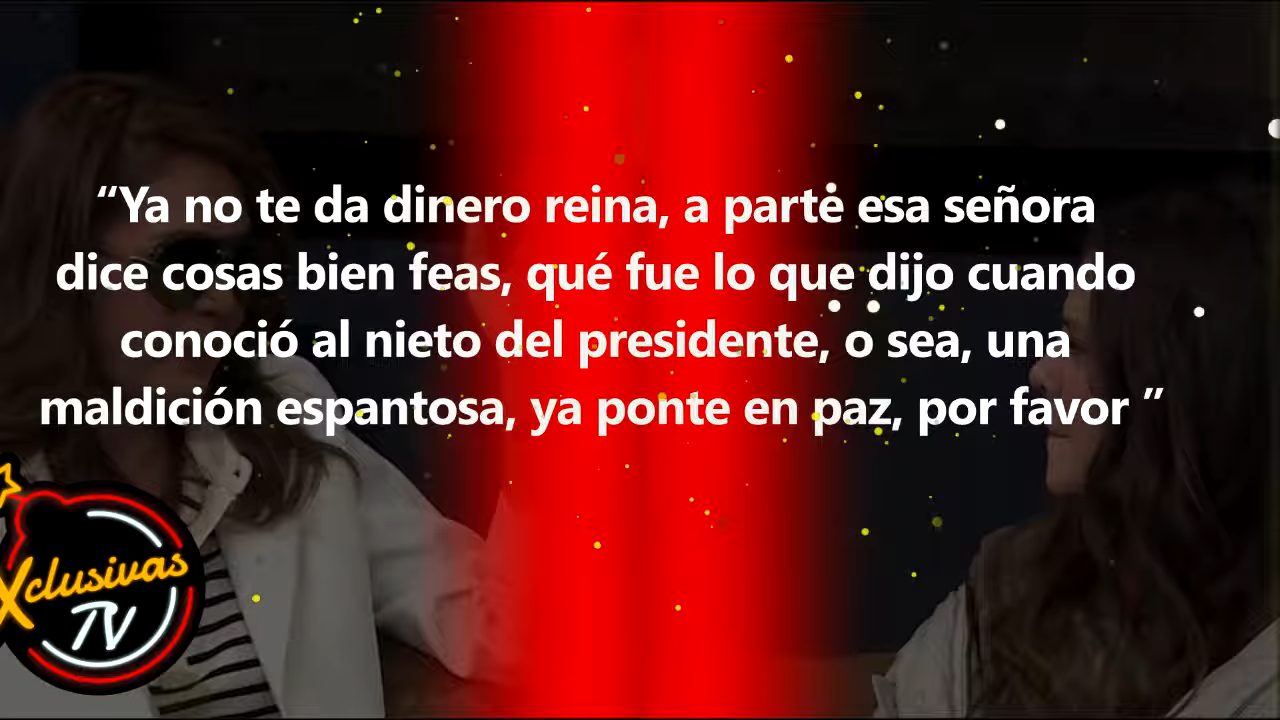 “Ya no te da dinero reina, a parte esa señora
dice cosas bien feas, qué fue lo que dijo cuando
conoció al nieto del presidente, o sea, una
maldición espantosa, ya ponte en paz, por favor ”
Xclusivas
TV